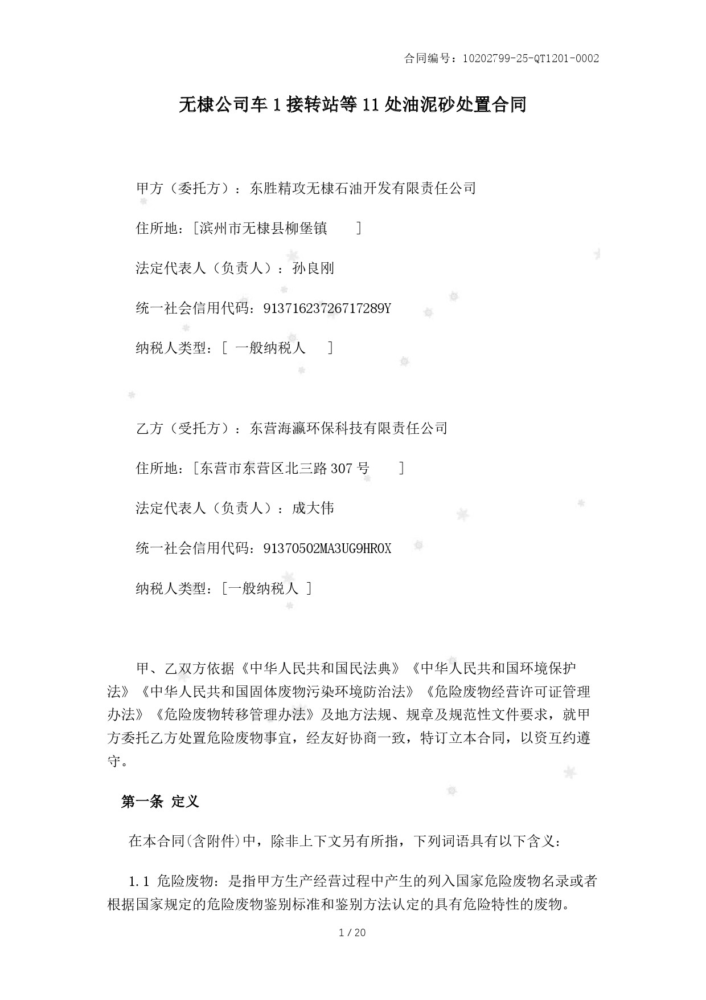 合同编号：10202799-25-QT1201-0002
无棣公司车1接转站等11处油泥砂处置合同
甲方（委托方）：东胜精攻无棣石油开发有限责任公司
住所地：[滨州市无棣县柳堡镇    ]
法定代表人（负责人）：孙良刚
统一社会信用代码：91371623726717289Y
纳税人类型：[ 一般纳税人   ]
乙方（受托方）：东营海瀛环保科技有限责任公司
住所地：[东营市东营区北三路307号    ]
法定代表人（负责人）：成大伟
统一社会信用代码：91370502MA3UG9HR0X
纳税人类型：[一般纳税人 ]
甲、乙双方依据《中华人民共和国民法典》《中华人民共和国环境保护
法》《中华人民共和国固体废物污染环境防治法》《危险废物经营许可证管理
办法》《危险废物转移管理办法》及地方法规、规章及规范性文件要求，就甲
方委托乙方处置危险废物事宜，经友好协商一致，特订立本合同，以资互约遵
守。
第一条 定义
在本合同(含附件)中，除非上下文另有所指，下列词语具有以下含义：
1.1 危险废物：是指甲方生产经营过程中产生的列入国家危险废物名录或者
根据国家规定的危险废物鉴别标准和鉴别方法认定的具有危险特性的废物。
1 / 20